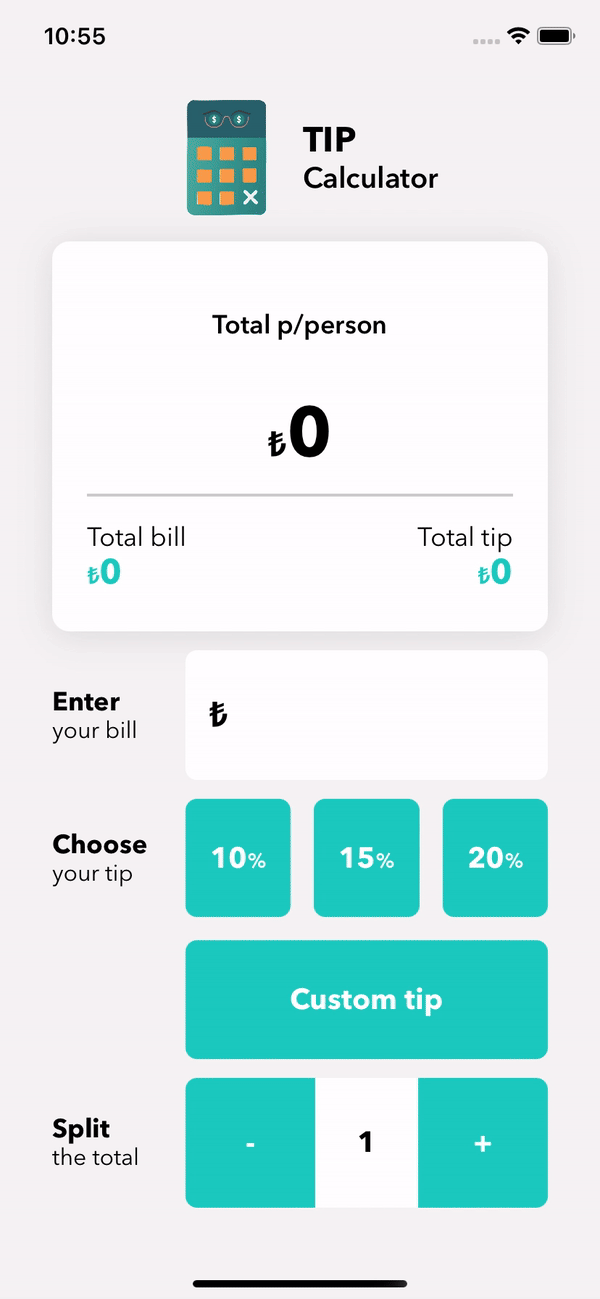 10:55
TIP
Calculator
Total p/person
₺0
Total bill
Total tip
₺0
₺0
Enter
your bill
₺
Choose
your tip
10%
15%
20%
Custom tip
Split
the total
-
1
+